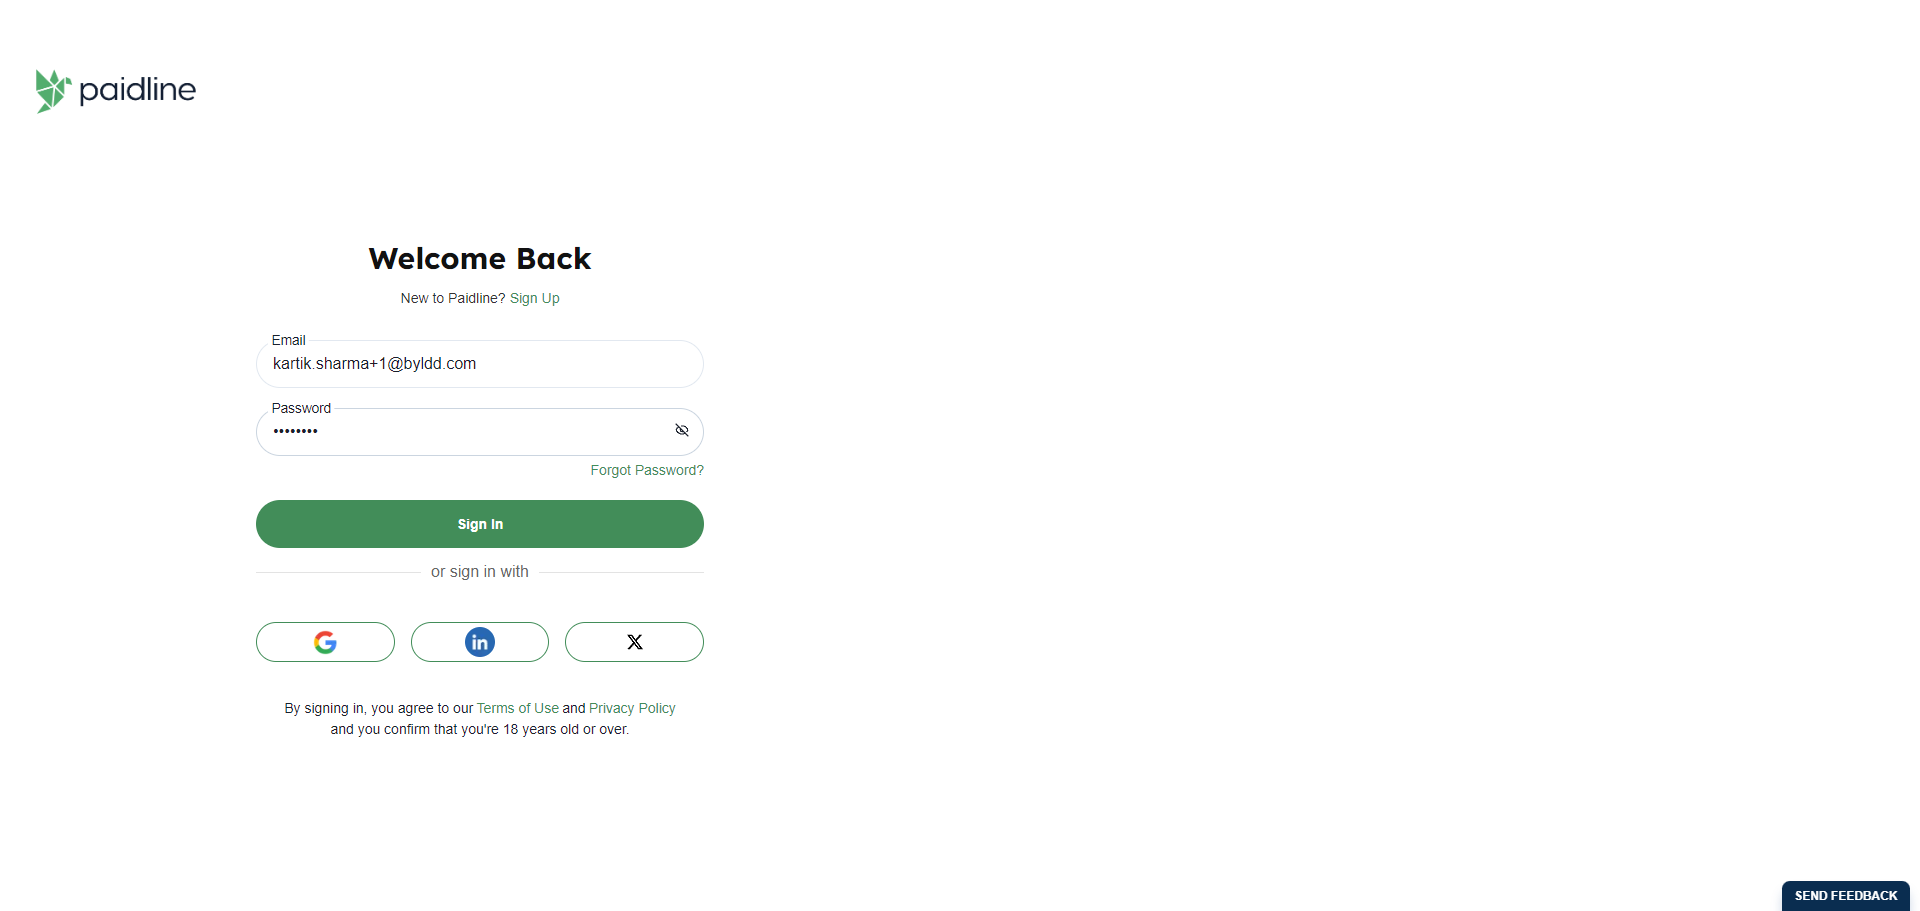 paidline
Welcome Back
New to Paidline? Sign Up
Email
kartik.sharma+1@byldd.com
Password
••••••••
Forgot Password?
Sign In
or sign in with
G
in
X
By signing in, you agree to our Terms of Use and Privacy Policy
and you confirm that you're 18 years old or over.
SEND FEEDBACK